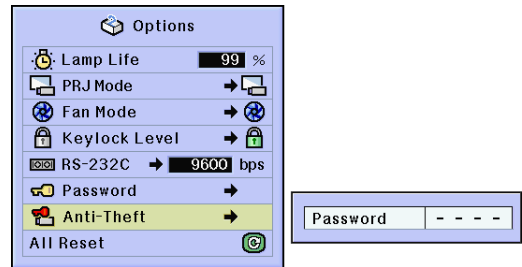 Options
Lamp Life 99 %
PRJ Mode
Fan Mode
Keylock Level
RS-232C 9600 bps
Password
Anti-Theft
All Reset
Password - - - -